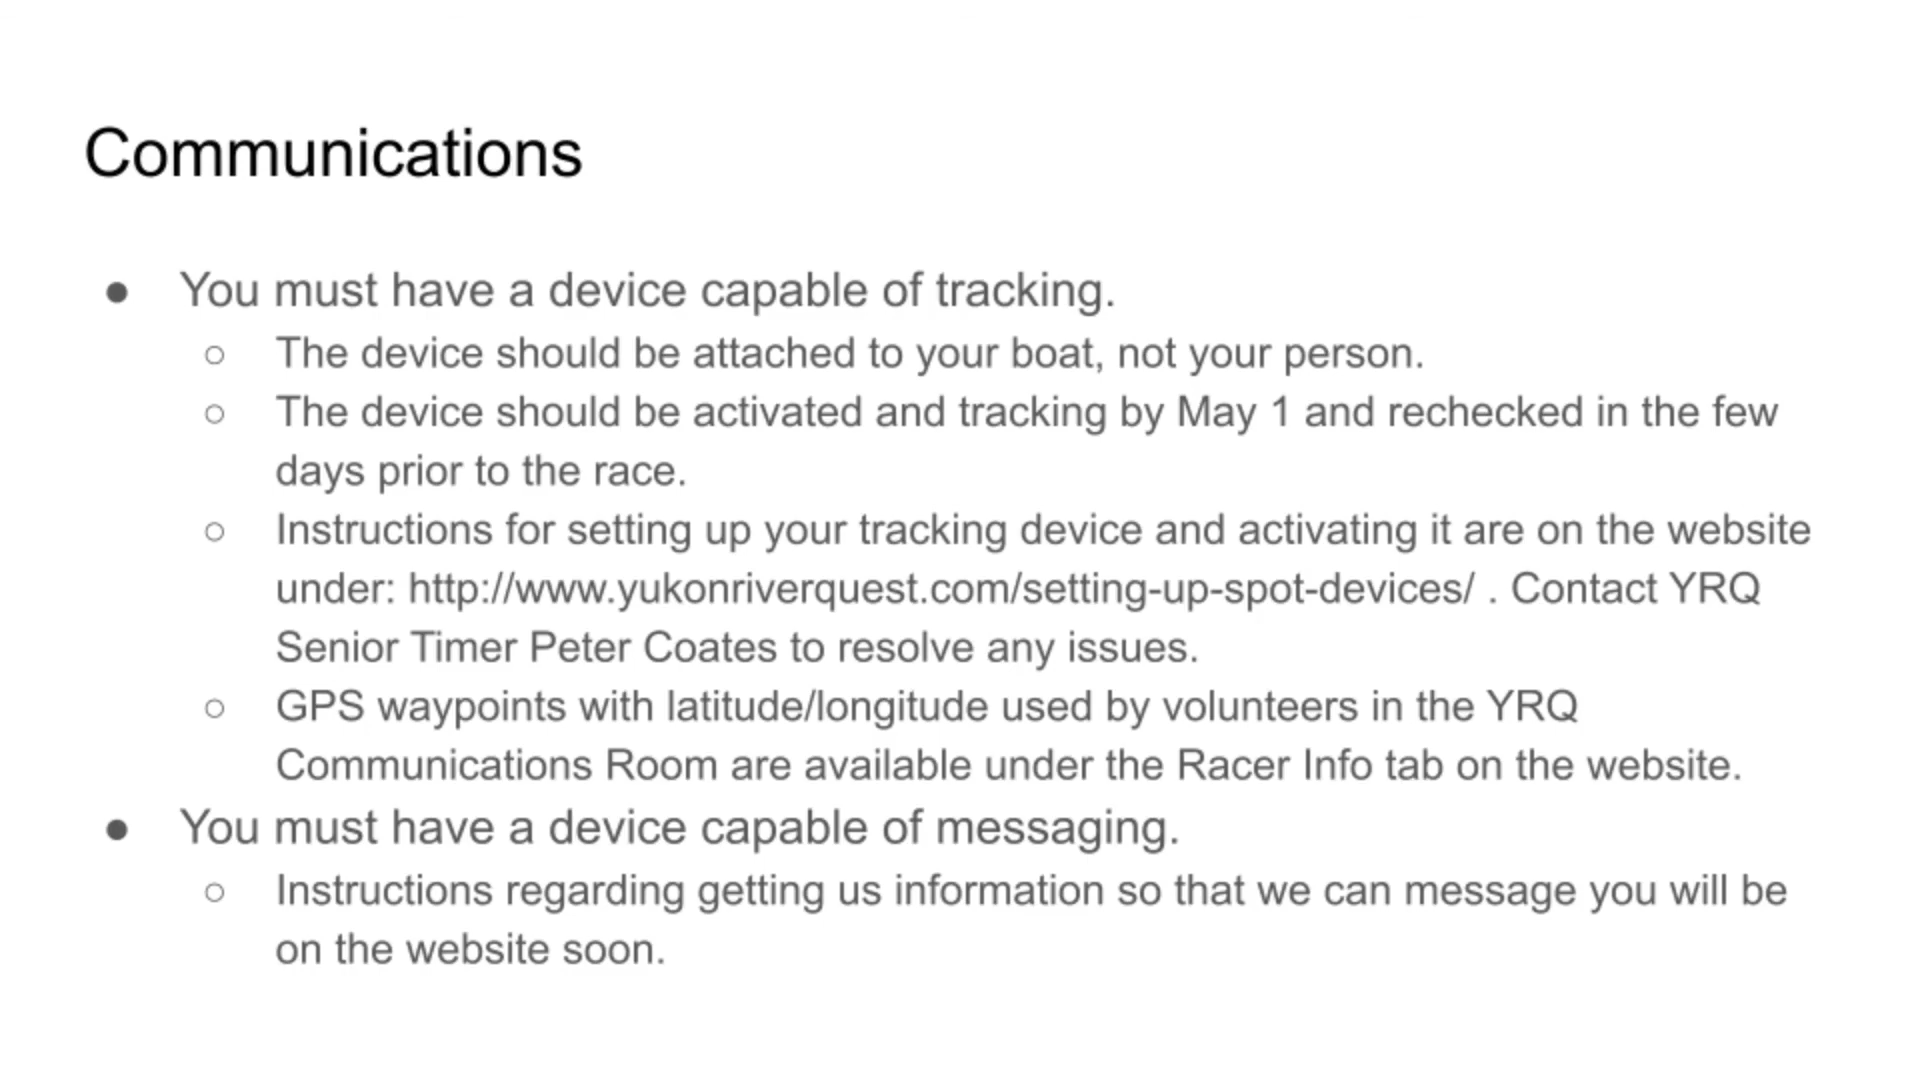 Communications
● You must have a device capable of tracking.
○ The device should be attached to your boat, not your person.
○ The device should be activated and tracking by May 1 and rechecked in the few
days prior to the race.
○ Instructions for setting up your tracking device and activating it are on the website
under: http://www.yukonriverquest.com/setting-up-spot-devices/ . Contact YRQ
Senior Timer Peter Coates to resolve any issues.
○ GPS waypoints with latitude/longitude used by volunteers in the YRQ
Communications Room are available under the Racer Info tab on the website.
● You must have a device capable of messaging.
○ Instructions regarding getting us information so that we can message you will be
on the website soon.